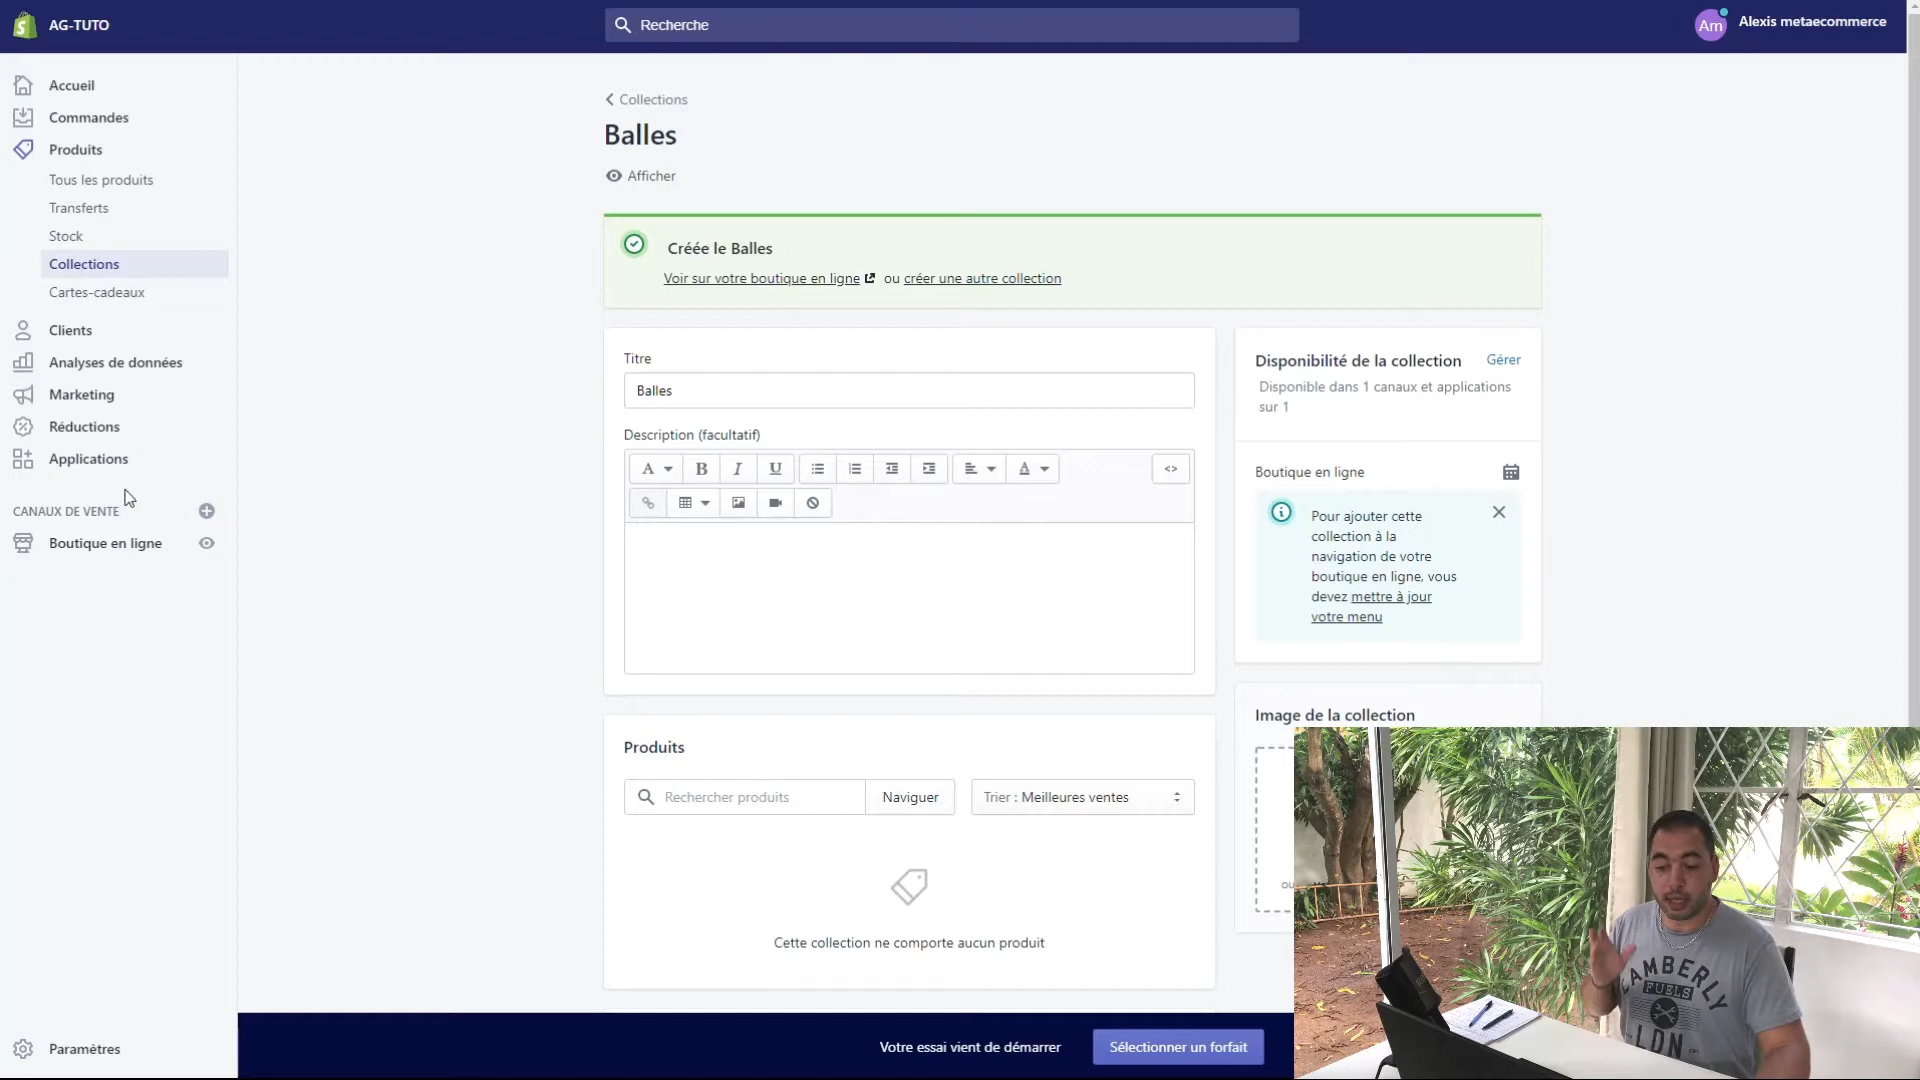 AG-TUTO
Recherche
Am
Alexis metaecommerce
Accueil
Commandes
Produits
Tous les produits
Transferts
Stock
Collections
Cartes-cadeaux
Clients
Analyses de données
Marketing
Réductions
Applications
CANAUX DE VENTE
Boutique en ligne
Paramètres
Collections
Balles
Afficher
Créée le Balles
Voir sur votre boutique en ligne ou créer une autre collection
Titre
Balles
Description (facultatif)
A B I U A <>
Produits
Rechercher produits
Naviguer
Trier : Meilleures ventes
Cette collection ne comporte aucun produit
Disponibilité de la collection
Gérer
Disponible dans 1 canaux et applications
sur 1
Boutique en ligne
Pour ajouter cette
collection à la
navigation de votre
boutique en ligne, vous
devez mettre à jour
votre menu
Image de la collection
ou
Votre essai vient de démarrer
Sélectionner un forfait
CAMBERLY
FUELS
LDN